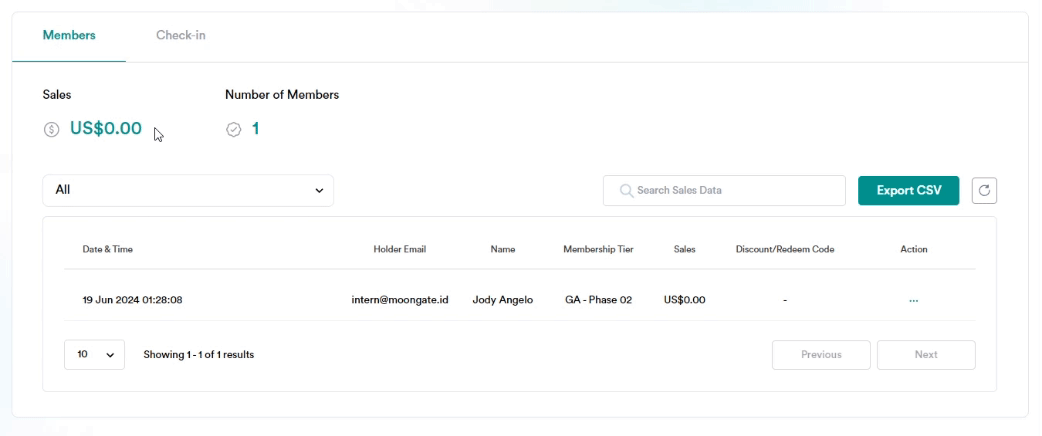 Members Check-in
Sales Number of Members
US$0.00 1
All Search Sales Data Export CSV
Date & Time Holder Email Name Membership Tier Sales Discount/Redeem Code Action
19 Jun 2024 01:28:08 intern@moongate.id Jody Angelo GA - Phase 02 US$0.00 - ...
10 Showing 1 - 1 of 1 results Previous Next